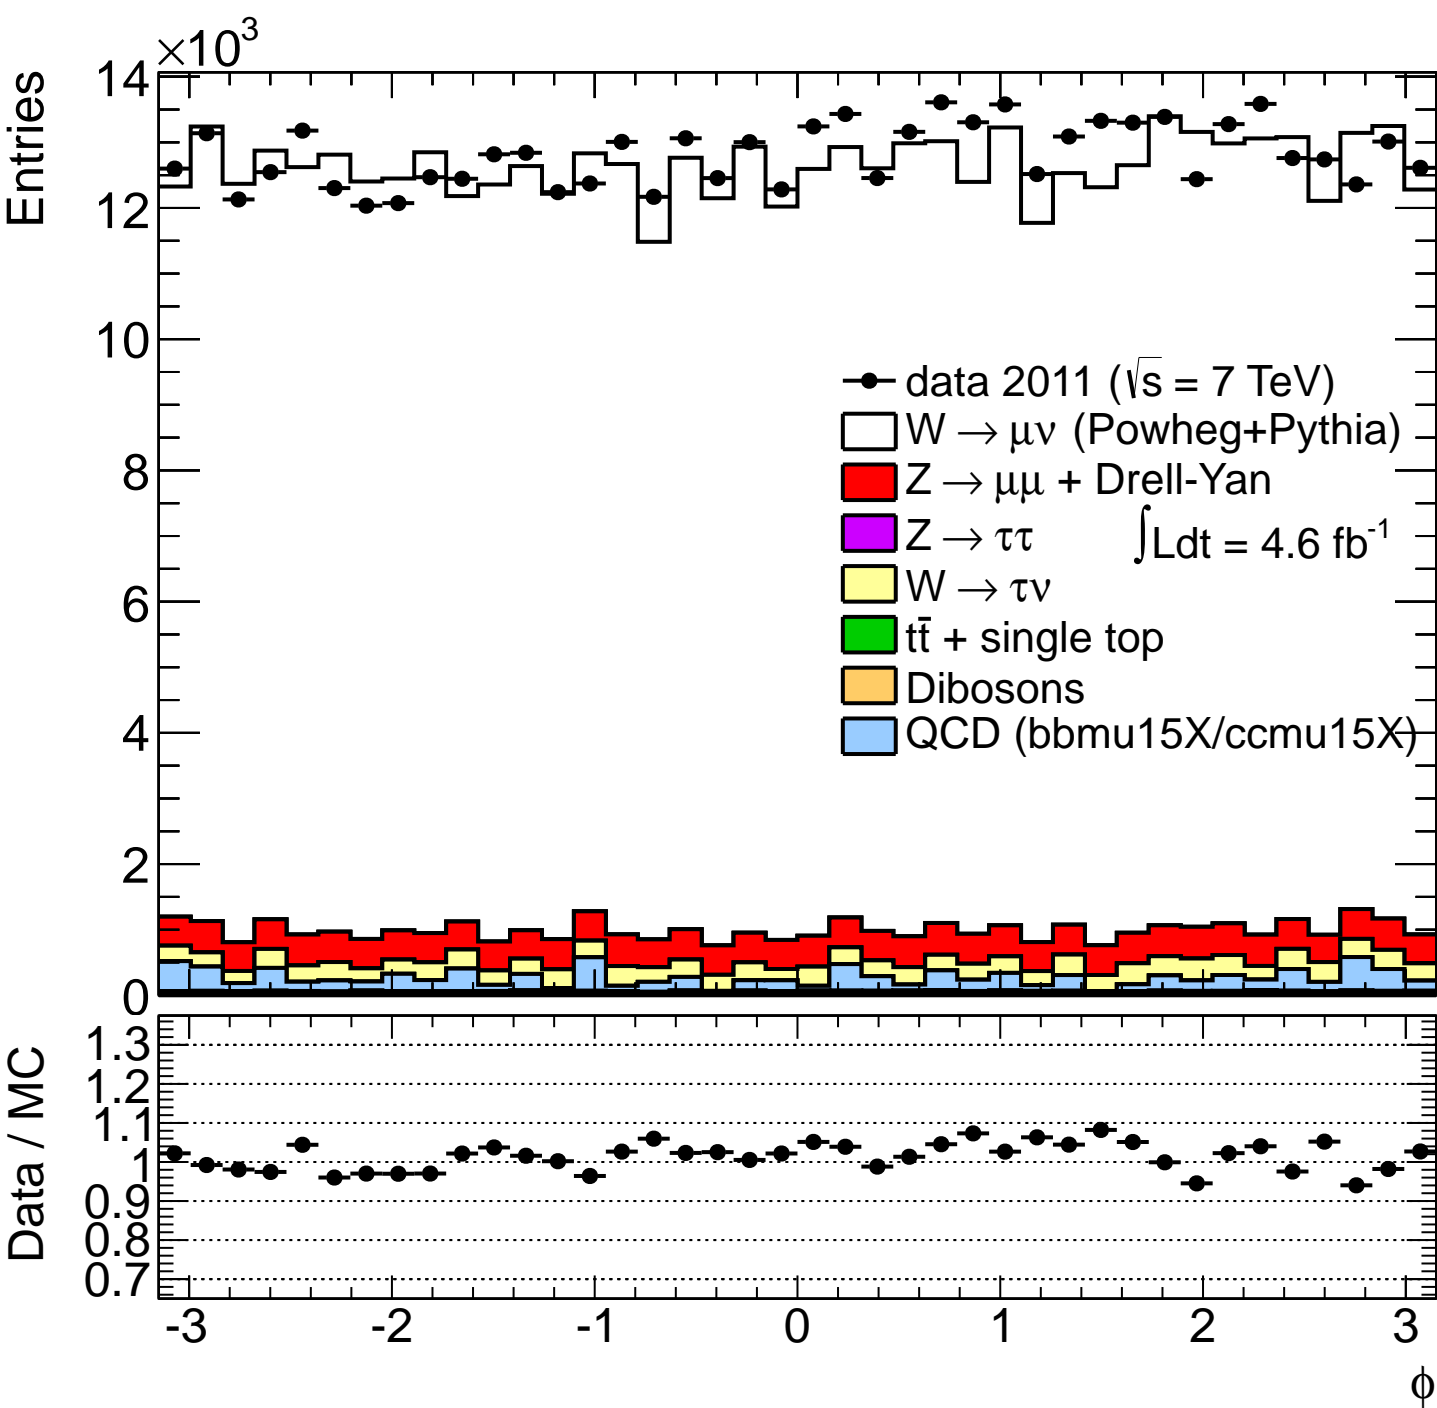 ×10³
Entries
14
12
10
8
6
4
2
0
data 2011 (√s = 7 TeV)
W → μν (Powheg+Pythia)
Z → μμ + Drell-Yan
Z → ττ
∫Ldt = 4.6 fb⁻¹
W → τν
tt̄ + single top
Dibosons
QCD (bbmu15X/ccmu15X)
Data / MC
1.3
1.2
1.1
1
0.9
0.8
0.7
-3 -2 -1 0 1 2 3
ϕ